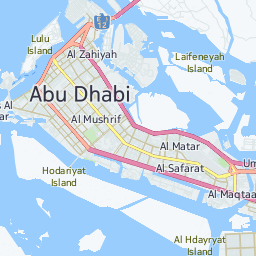 E
12
Lulu
Island
Al Zahiyah
Laifeneyah
Island
Abu Dhabi
Al Mushrif
Al Matar
Hodariyat
Island
Al Safarat
Al Maqtaa
Al Hdayryat
Island